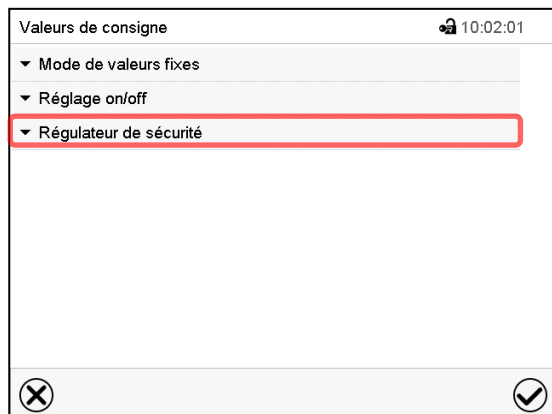 Valeurs de consigne 10:02:01
Mode de valeurs fixes
Réglage on/off
Régulateur de sécurité